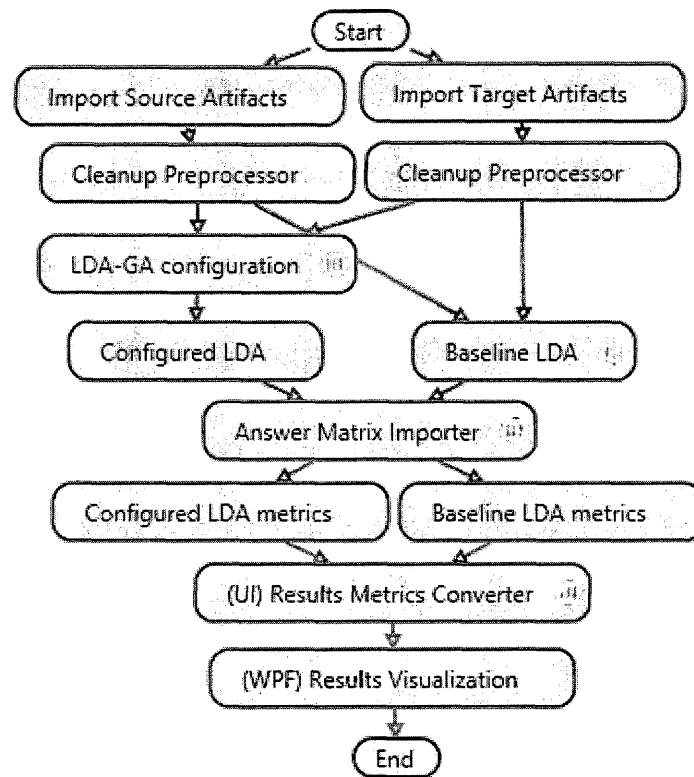 Start
Import Source Artifacts
Import Target Artifacts
Cleanup Preprocessor
Cleanup Preprocessor
LDA-GA configuration
Configured LDA
Baseline LDA
Answer Matrix Importer
Configured LDA metrics
Baseline LDA metrics
(UI) Results Metrics Converter
(WPF) Results Visualization
End